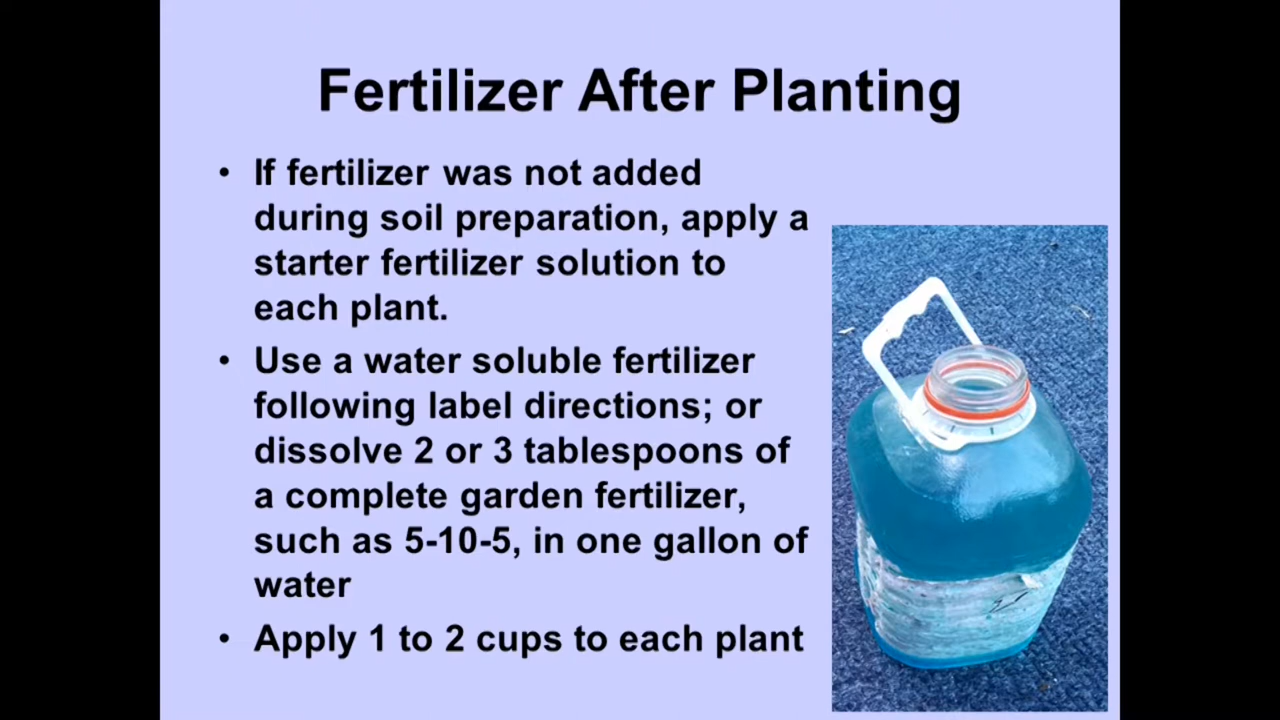 Fertilizer After Planting
• If fertilizer was not added
during soil preparation, apply a
starter fertilizer solution to
each plant.
• Use a water soluble fertilizer
following label directions; or
dissolve 2 or 3 tablespoons of
a complete garden fertilizer,
such as 5-10-5, in one gallon of
water
• Apply 1 to 2 cups to each plant